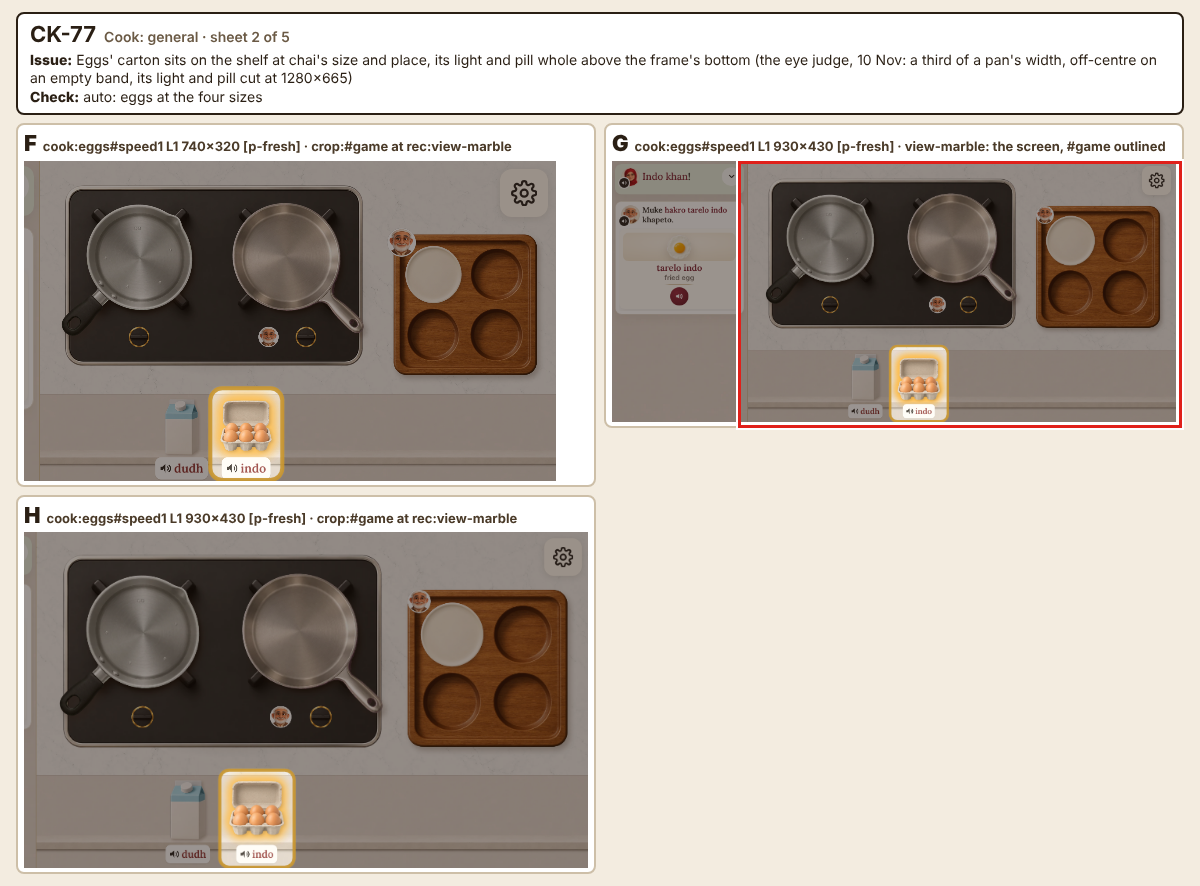 CK-77 Cook: general · sheet 2 of 5
Issue: Eggs' carton sits on the shelf at chai's size and place, its light and pill whole above the frame's bottom (the eye judge, 10 Nov: a third of a pan's width, off-centre on
an empty band, its light and pill cut at 1280×665)
Check: auto: eggs at the four sizes
F cook:eggs#speed1 L1 740×320 [p-fresh] · crop:#game at rec:view-marble
dudh
indo
G cook:eggs#speed1 L1 930×430 [p-fresh] · view-marble: the screen, #game outlined
Indo khan!
Muke hakro tarelo indo
khapeto.
tarelo indo
fried egg
dudh
indo
H cook:eggs#speed1 L1 930×430 [p-fresh] · crop:#game at rec:view-marble
dudh
indo